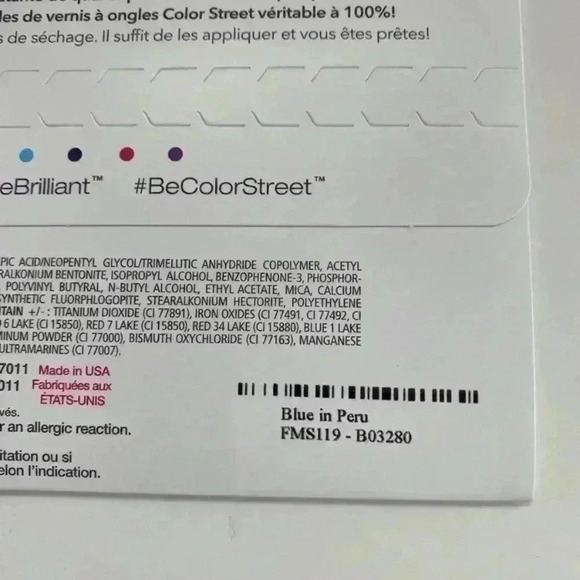 les de vernis à ongles Color Street véritable à 100%!
de séchage. Il suffit de les appliquer et vous êtes prêtes!
eBrilliant™ #BeColorStreet™
PIC ACID/NEOPENTYL GLYCOL/TRIMELLITIC ANHYDRIDE COPOLYMER, ACETYL
RALKONIUM BENTONITE, ISOPROPYL ALCOHOL, BENZOPHENONE-3, PHOSPHOR-
POLYVINYL BUTYRAL, N-BUTYL ALCOHOL, ETHYL ACETATE, MICA, CALCIUM
SYNTHETIC FLUORPHLOGOPITE, STEARALKONIUM HECTORITE, POLYETHYLENE
TAIN +/-: TITANIUM DIOXIDE (CI 77891), IRON OXIDES (CI 77491, CI 77492, CI
6 LAKE (CI 15850), RED 7 LAKE (CI 15850), RED 34 LAKE (CI 15880), BLUE 1 LAKE
INUM POWDER (CI 77000), BISMUTH OXYCHLORIDE (CI 77163), MANGANESE
ULTRAMARINES (CI 77007).
7011 Made in USA
011 Fabriquées aux
ÉTATS-UNIS
vés.
r an allergic reaction.
itation ou si
elon l'indication.
Blue in Peru
FMS119 - B03280